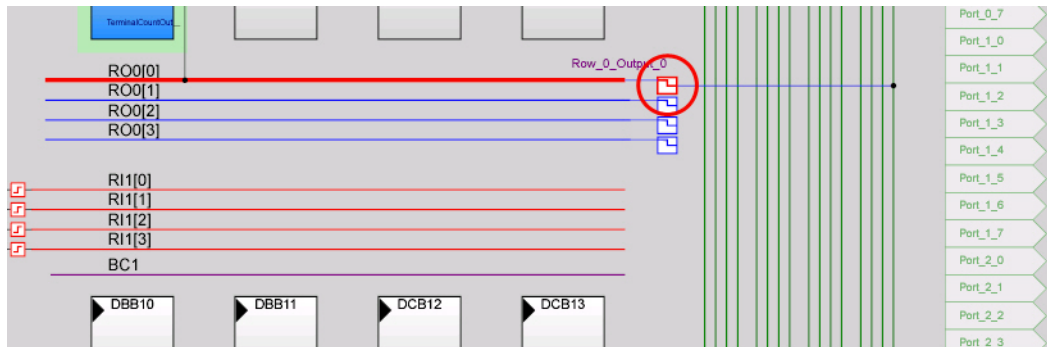 TerminalCountOut_
Row_0_Output_0
RO0[0]
RO0[1]
RO0[2]
RO0[3]
RI1[0]
RI1[1]
RI1[2]
RI1[3]
BC1
DBB10 DBB11 DCB12 DCB13
Port_0_7
Port_1_0
Port_1_1
Port_1_2
Port_1_3
Port_1_4
Port_1_5
Port_1_6
Port_1_7
Port_2_0
Port_2_1
Port_2_2
Port_2_3